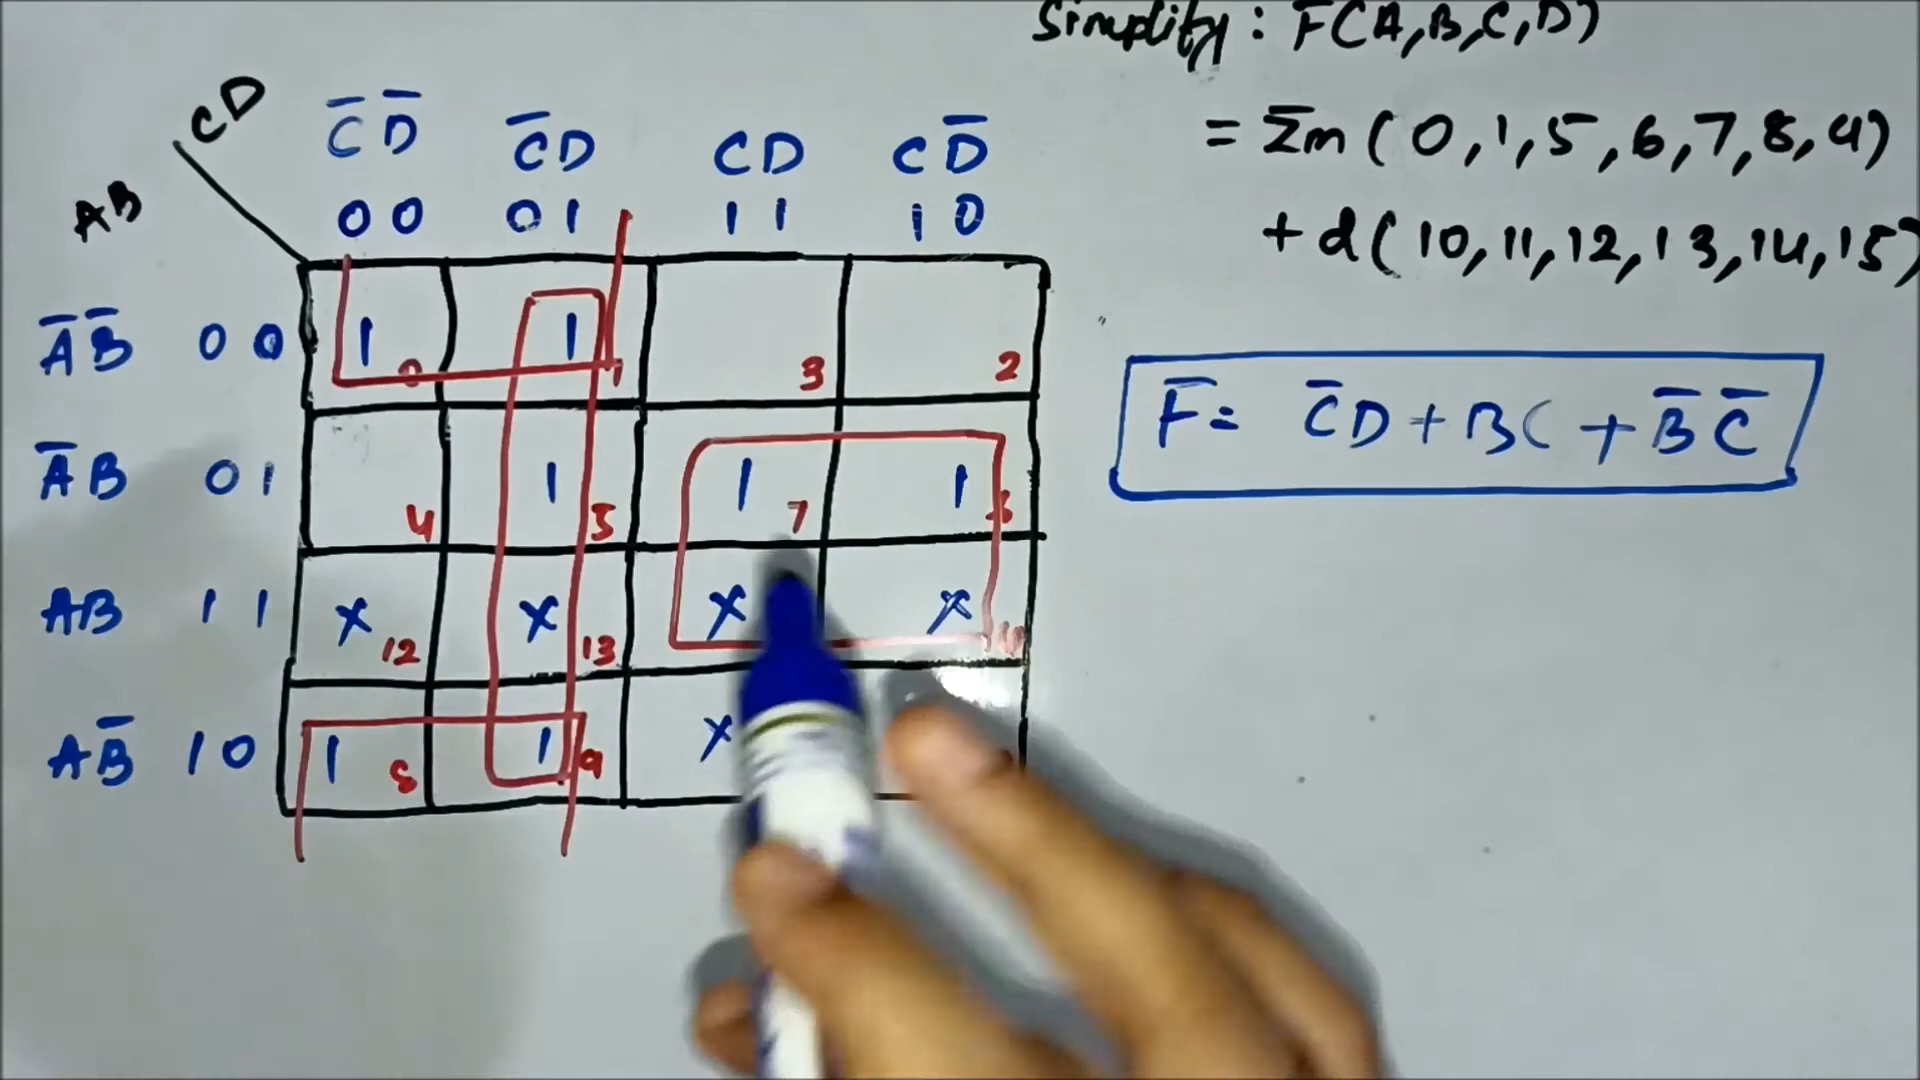 Simplify : F(A,B,C,D)
= Σm ( 0,1,5,6,7,8,9)
+ d( 10,11,12,13,14,15)
F̅ = C̅D + BC + B̅C̅
CD
AB
C̅D̅ C̅D CD CD̅
00 01 11 10
A̅B̅ 00 1 0 1 1 3 2
A̅B 01 4 1 5 1 7 1 6
AB 11 X 12 X 13 X X 14
AB̅ 10 1 8 1 9 X